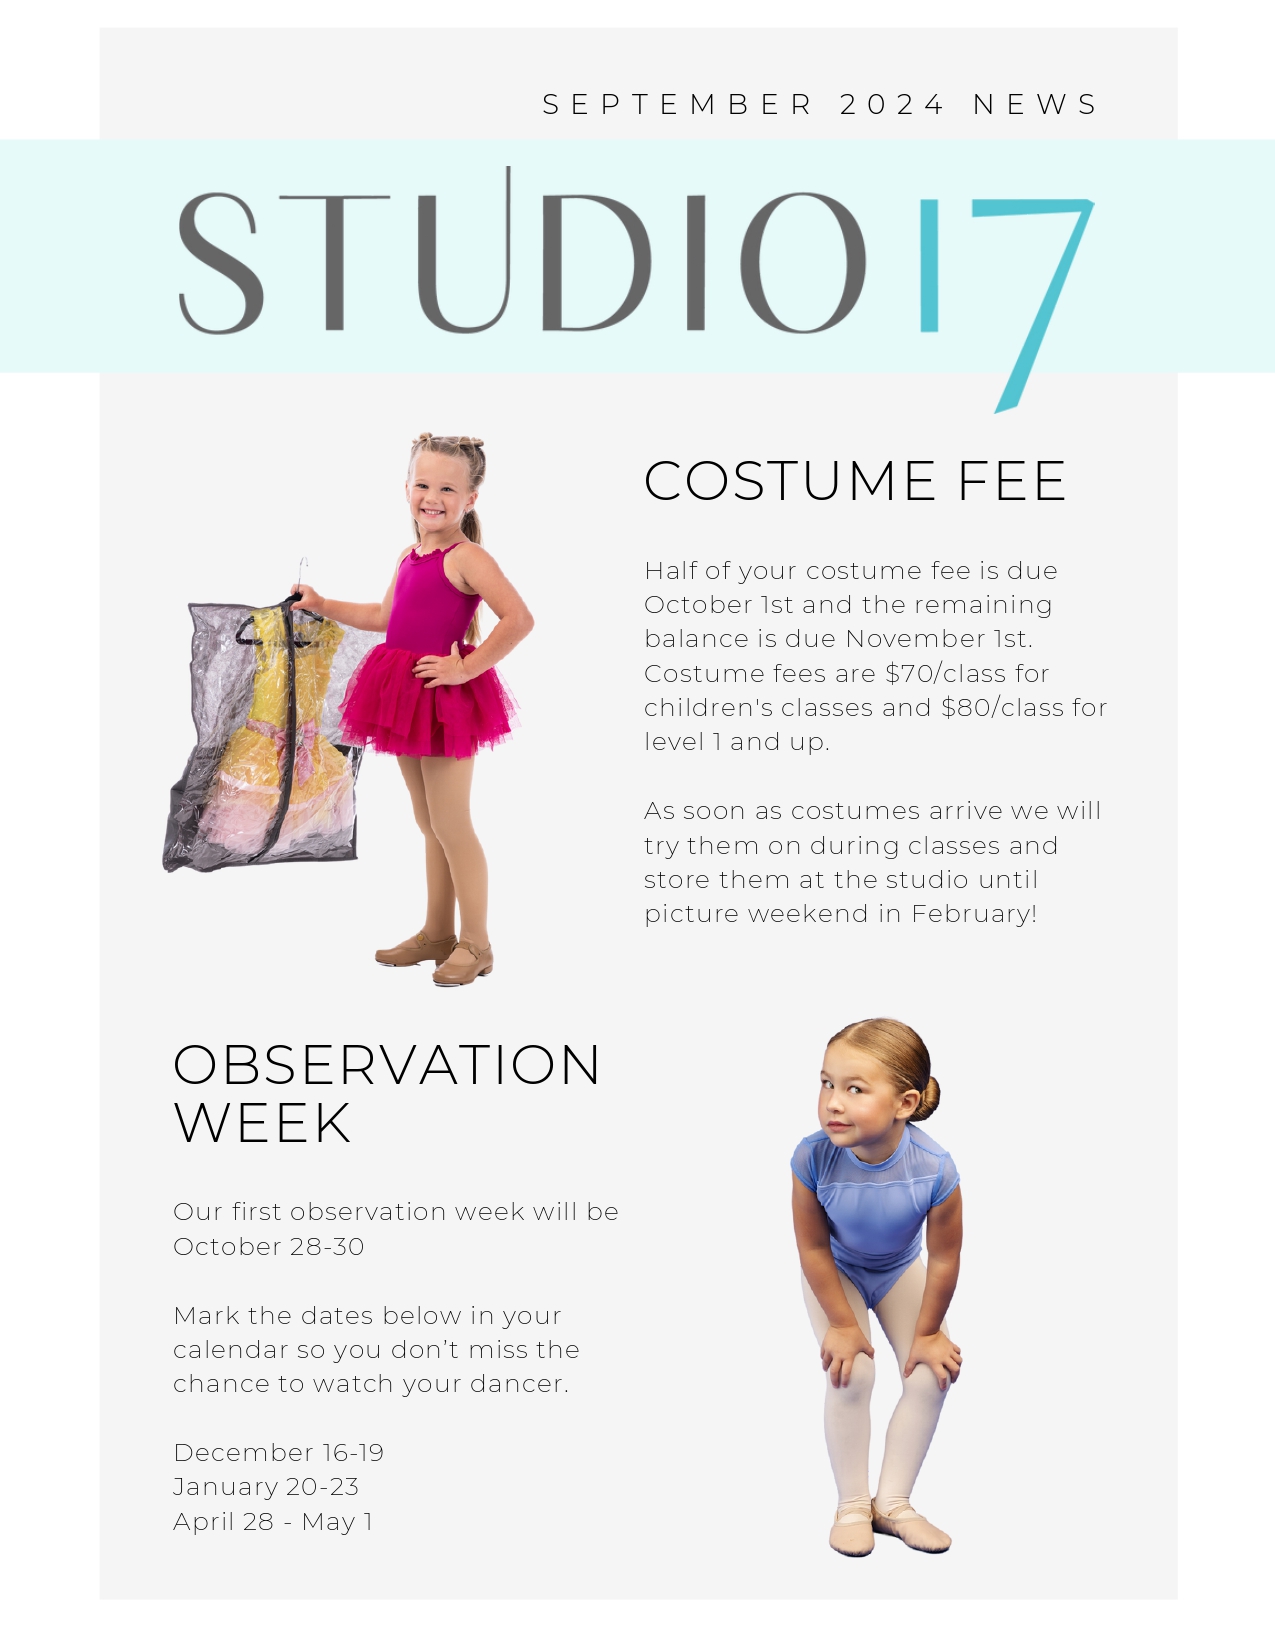 SEPTEMBER 2024 NEWS
STUDIO 17
COSTUME FEE
Half of your costume fee is due
October 1st and the remaining
balance is due November 1st.
Costume fees are $70/class for
children's classes and $80/class for
level 1 and up.
As soon as costumes arrive we will
try them on during classes and
store them at the studio until
picture weekend in February!
OBSERVATION
WEEK
Our first observation week will be
October 28-30
Mark the dates below in your
calendar so you don’t miss the
chance to watch your dancer.
December 16-19
January 20-23
April 28 - May 1